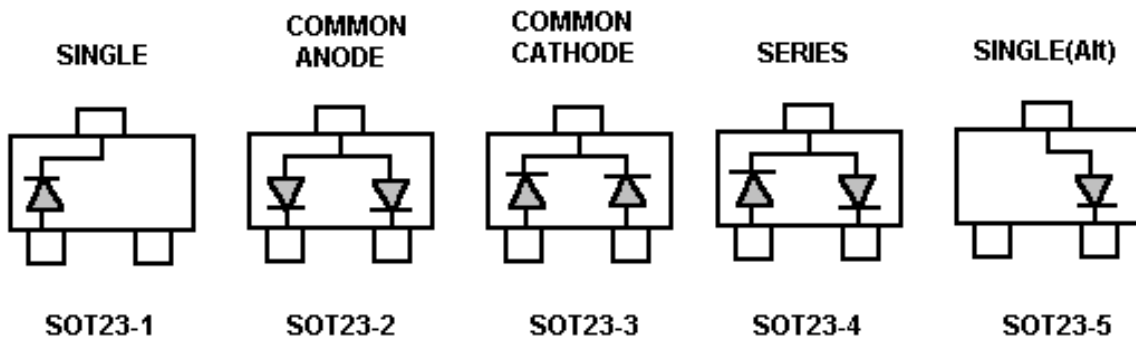 SINGLE
COMMON
ANODE
COMMON
CATHODE
SERIES
SINGLE(Alt)
SOT23-1
SOT23-2
SOT23-3
SOT23-4
SOT23-5